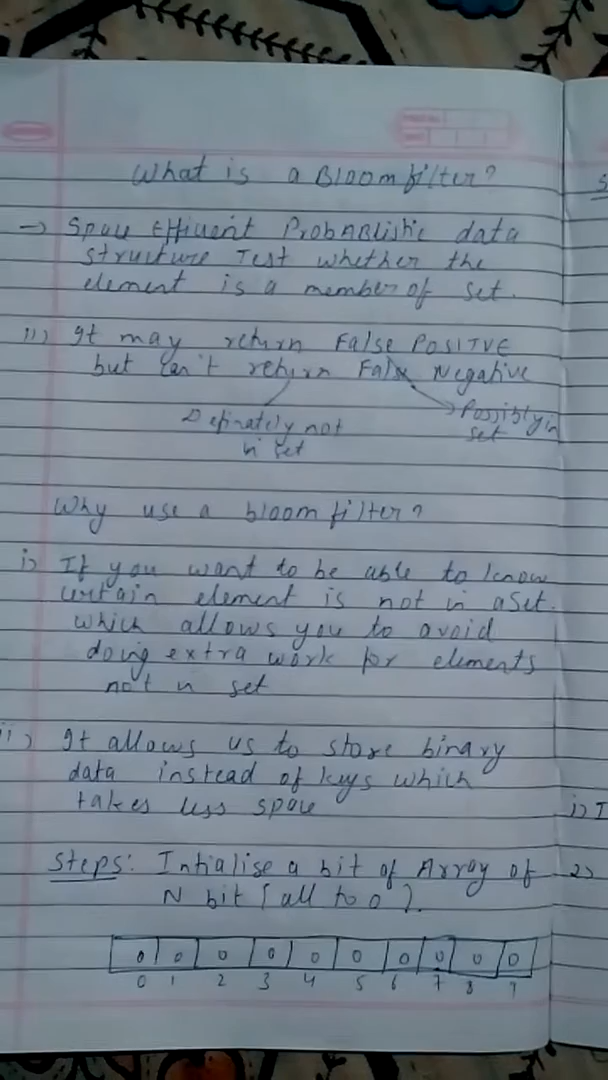 What is a Bloom filter?
→ Space Efficient Probablistic data
structure Test whether the
element is a member of set.
ii) It may return False POSITVE
but Can't return False Negative
Definately not
in set
Possibly in
set
Why use a bloom filter?
i) If you want to be able to know
certain element is not in a Set.
which allows you to avoid
doing extra work for elements
not in set
ii) It allows us to store binary
data instead of keys which
takes less space
Steps: Intialise a bit of Array of
N bit [all to 0].
0 0 0 0 0 0 0 0 0 0
0 1 2 3 4 5 6 7 8 9
S
i) I
2)